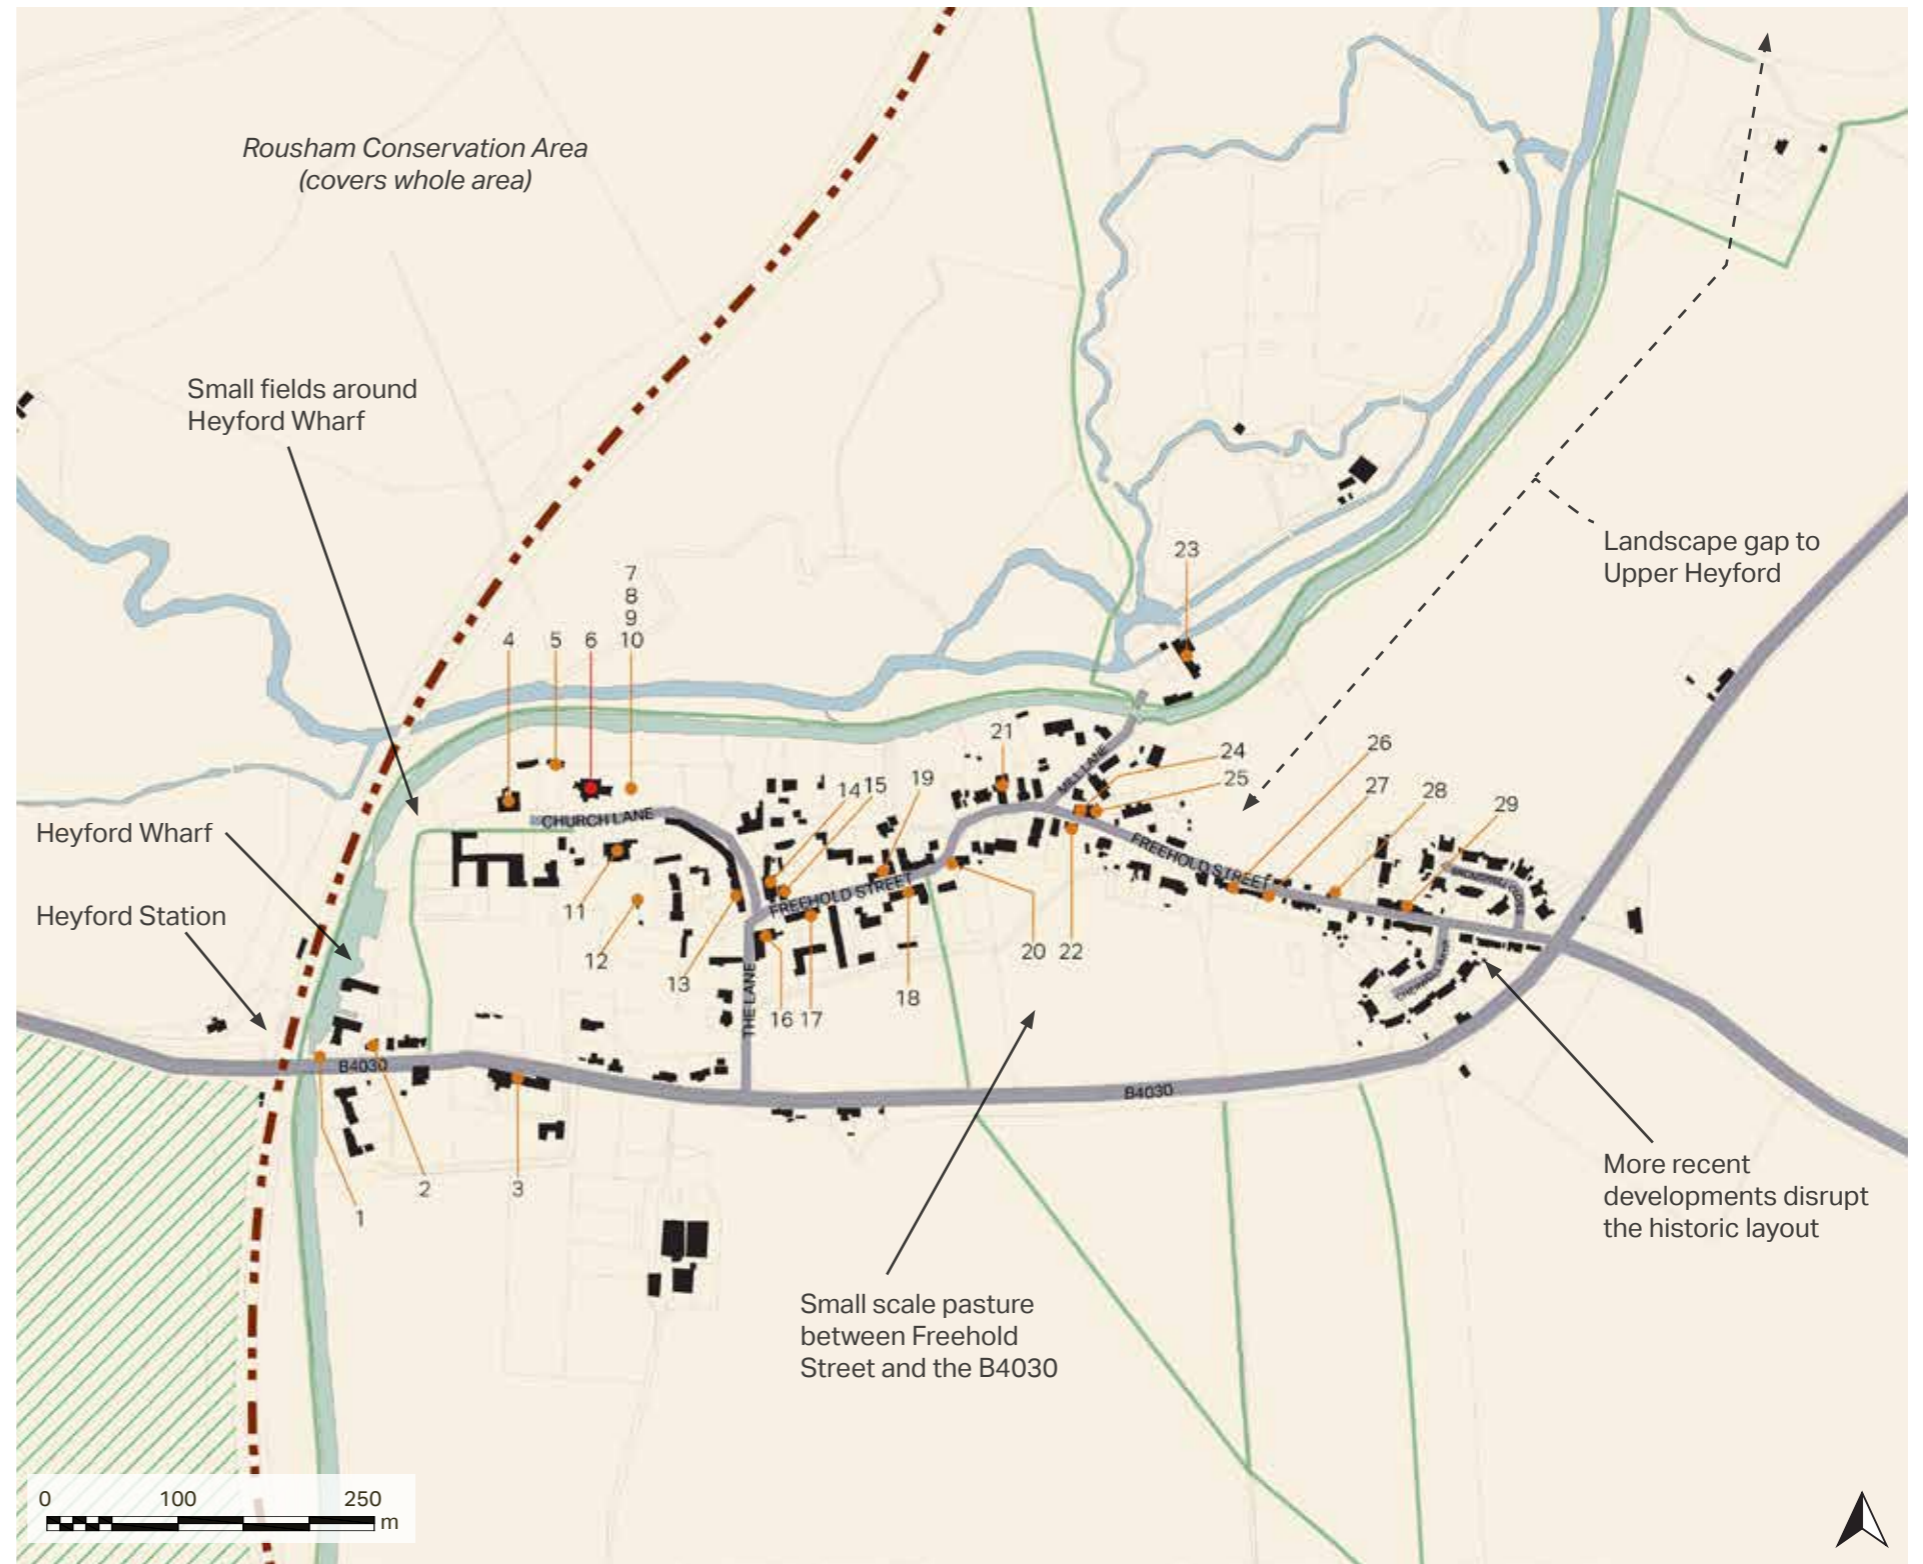 Rousham Conservation Area
(covers whole area)
Small fields around
Heyford Wharf
Landscape gap to
Upper Heyford
23
7
8
9
10
4
5
6
21
24
25
26
27
28
29
19
14
15
MILL LANE
CHURCH LANE
Heyford Wharf
FREEHOLD STREET
FREEHOLD STREET
Heyford Station
11
12
13
20
22
18
16
17
THE LANE
B4030
B4030
1
2
3
More recent
developments disrupt
the historic layout
Small scale pasture
between Freehold
Street and the B4030
0
100
250
m